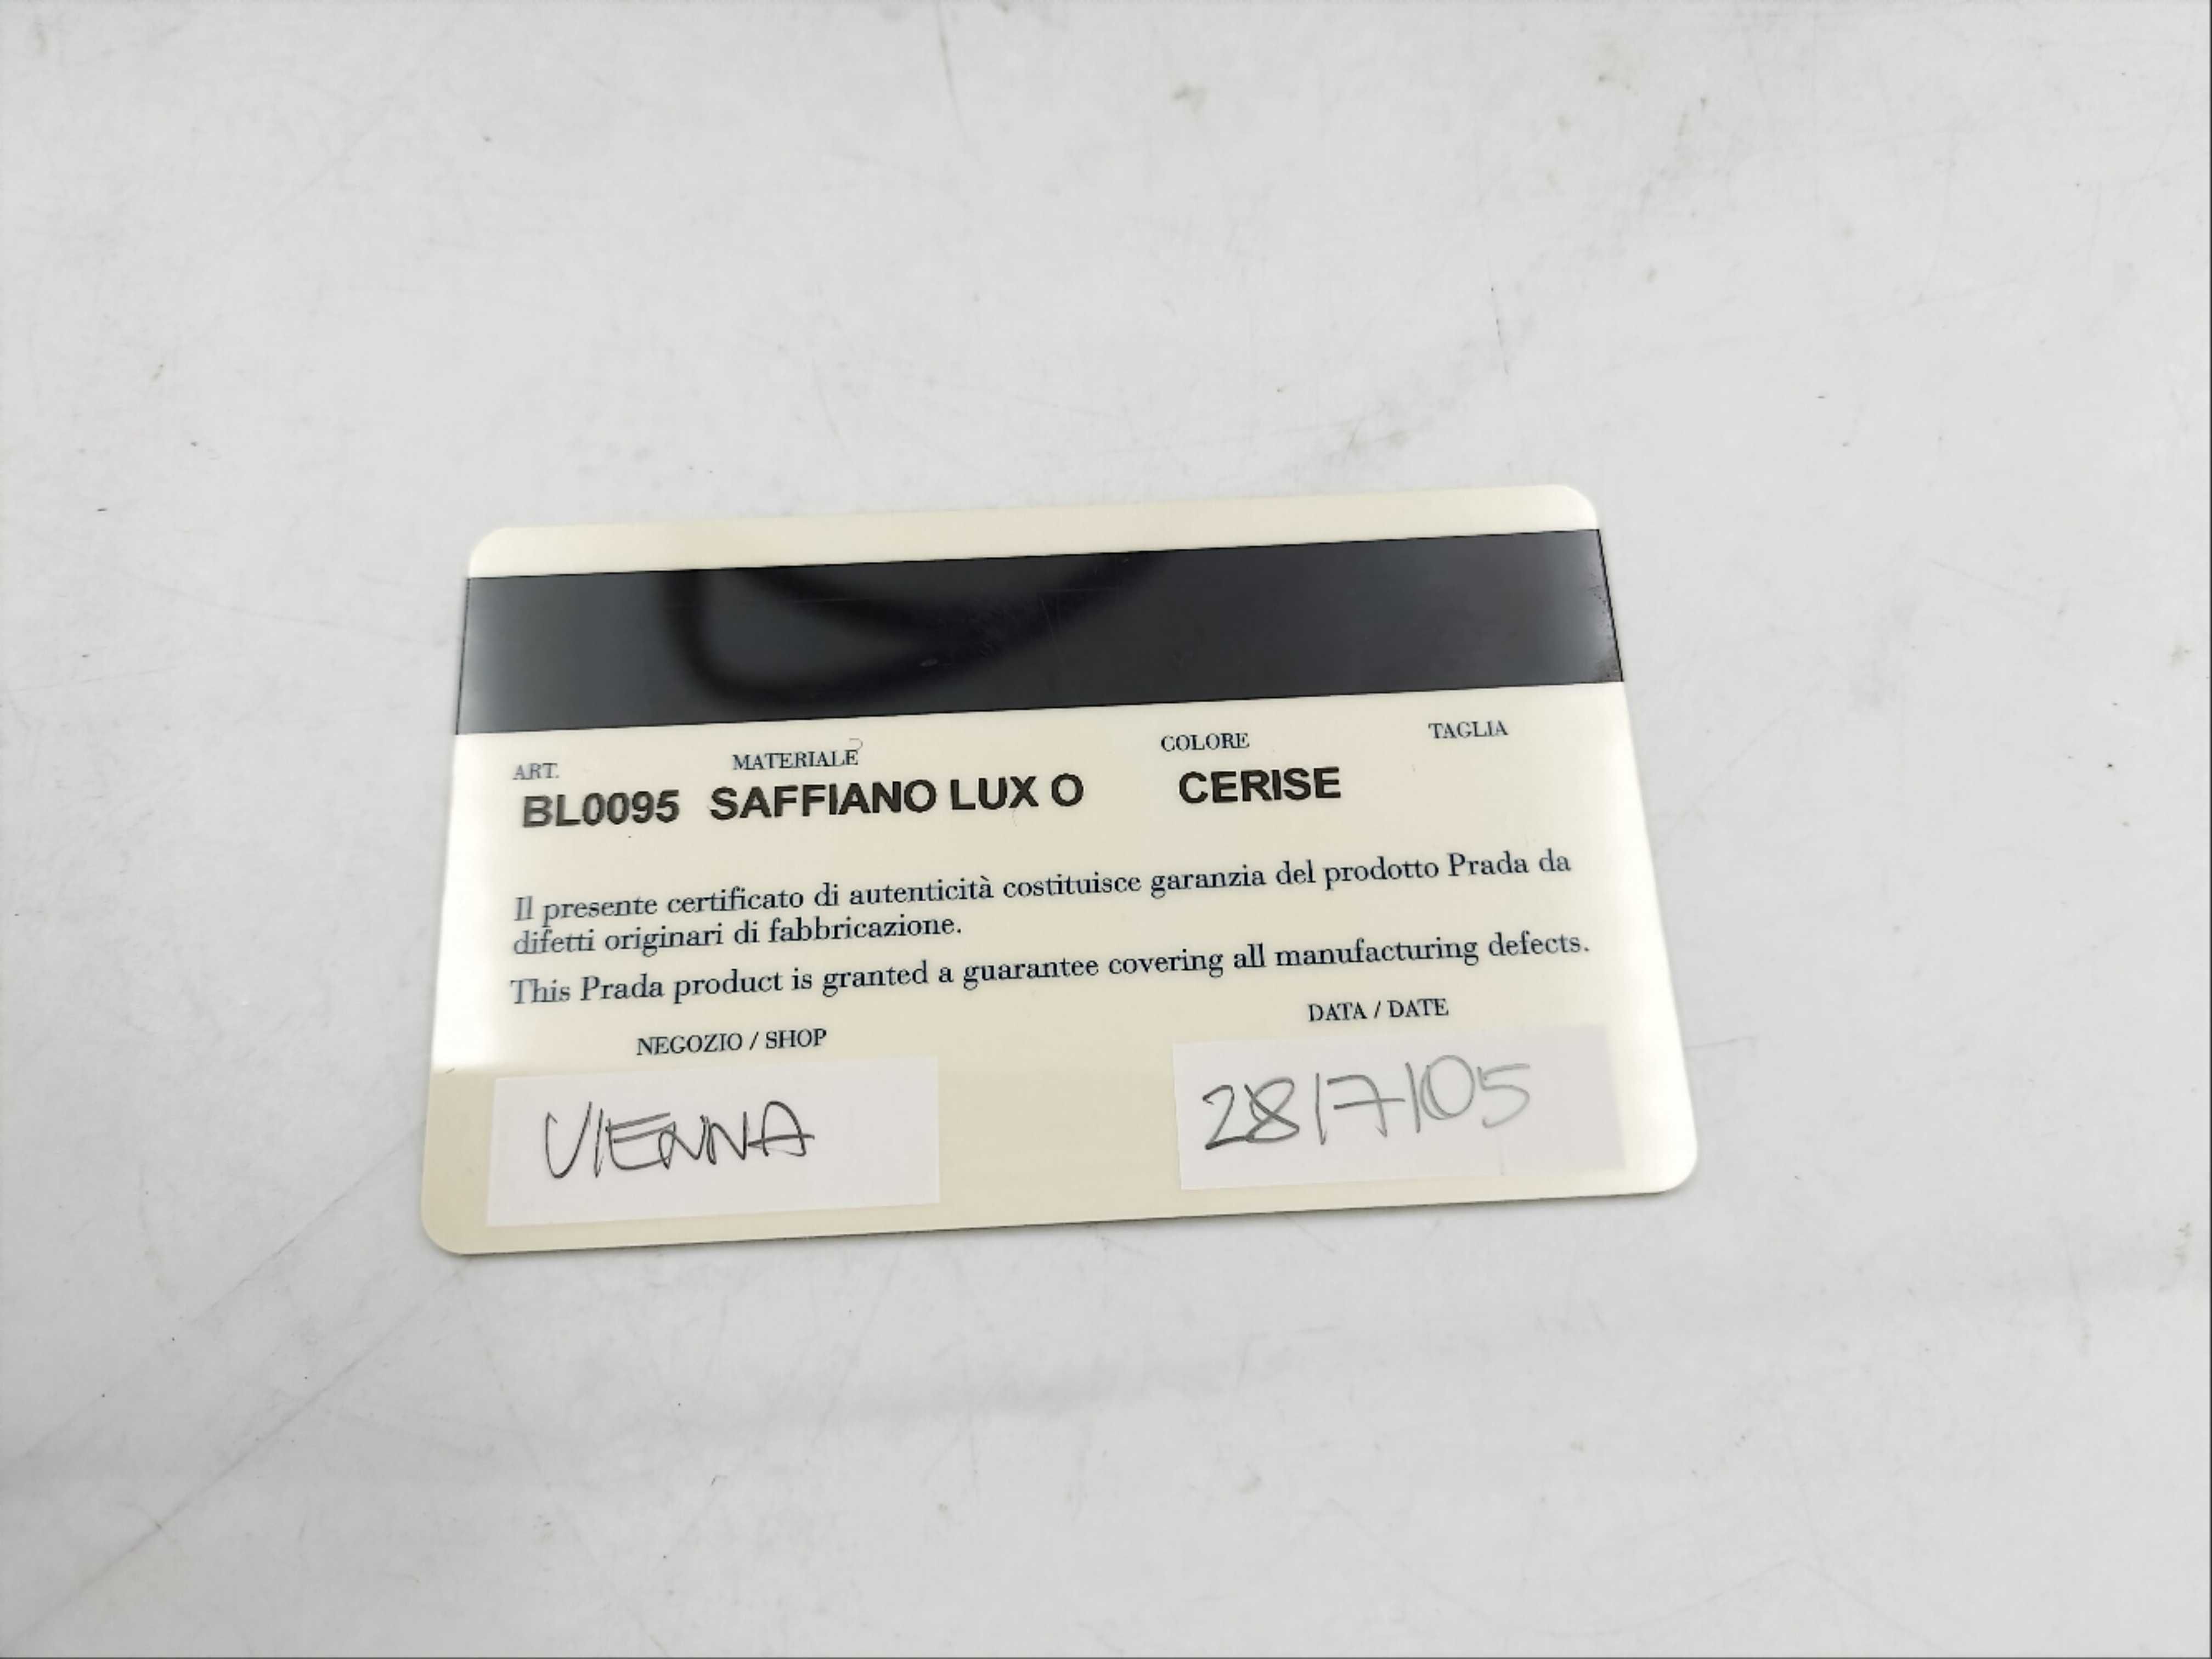 ART. MATERIALE COLORE TAGLIA
BL0095 SAFFIANO LUX O CERISE
Il presente certificato di autenticità costituisce garanzia del prodotto Prada da
difetti originari di fabbricazione.
This Prada product is granted a guarantee covering all manufacturing defects.
NEGOZIO / SHOP DATA / DATE
VIENNA 28/7/05